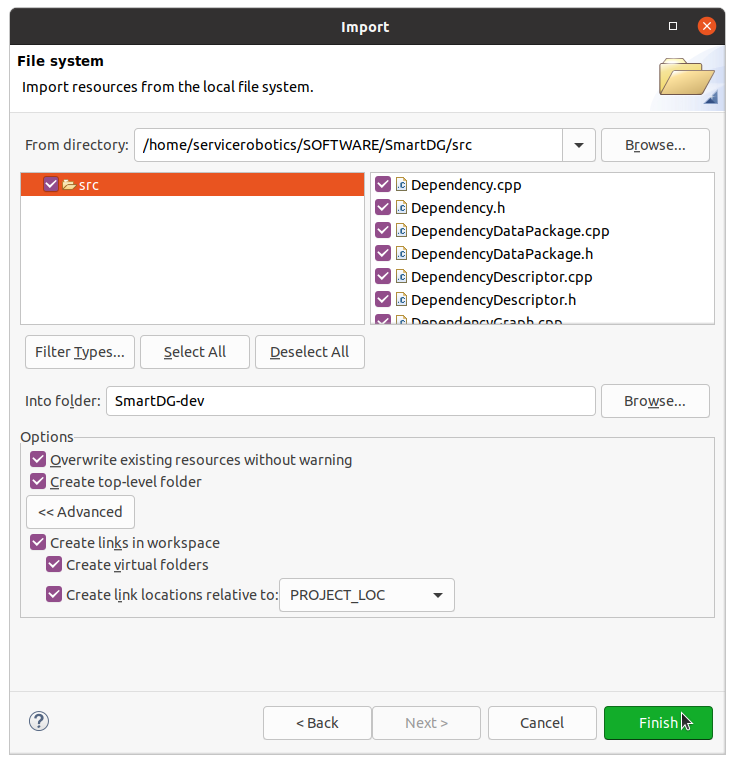 Import
File system
Import resources from the local file system.
From directory: /home/servicerobotics/SOFTWARE/SmartDG/src Browse...
src
Dependency.cpp
Dependency.h
DependencyDataPackage.cpp
DependencyDataPackage.h
DependencyDescriptor.cpp
DependencyDescriptor.h
DependencyGraph.cpp
Filter Types... Select All Deselect All
Into folder: SmartDG-dev Browse...
Options
Overwrite existing resources without warning
Create top-level folder
<< Advanced
Create links in workspace
Create virtual folders
Create link locations relative to: PROJECT_LOC
? < Back Next > Cancel Finish